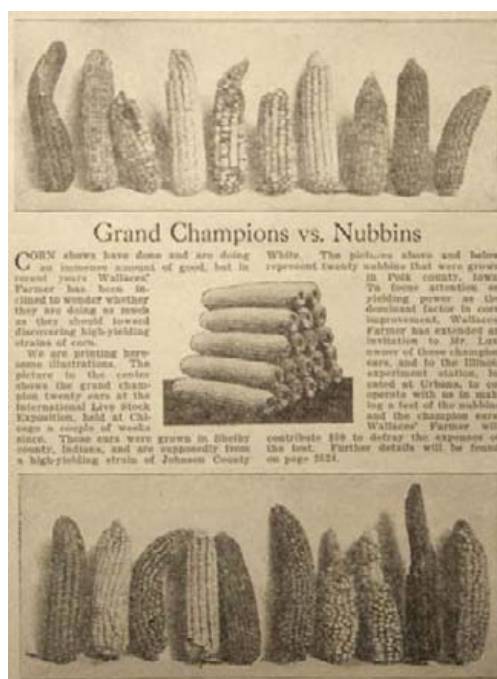 Grand Champions vs. Nubbins
CORN shows have done and are doing
an immense amount of good, but in
recent years Wallaces'
Farmer has been in-
clined to wonder whether
they are doing as much
as they should toward
discovering high-yielding
strains of corn.
We are printing here-
some illustrations. The
picture in the center
shows the grand cham-
pion twenty ears at the
International Live Stock
Exposition, held at Chi-
cago a couple of weeks
since. These ears were grown in Shelby
county, Indiana, and are supposedly from
a high-yielding strain of Johnson County
White. The pictures above and below
represent twenty nubbins that were grown
in Polk county, Iowa.
To focus attention on
yielding power as the
dominant factor in corn
improvement, Wallaces'
Farmer has extended an
invitation to Mr. Lux,
owner of these champion
ears, and to the Illinois
experiment station, lo-
cated at Urbana, to co-
operate with us in mak-
ing a test of the nubbins
and the champion ears.
Wallaces' Farmer will
contribute $50 to defray the expenses of
the test. Further details will be found
on page